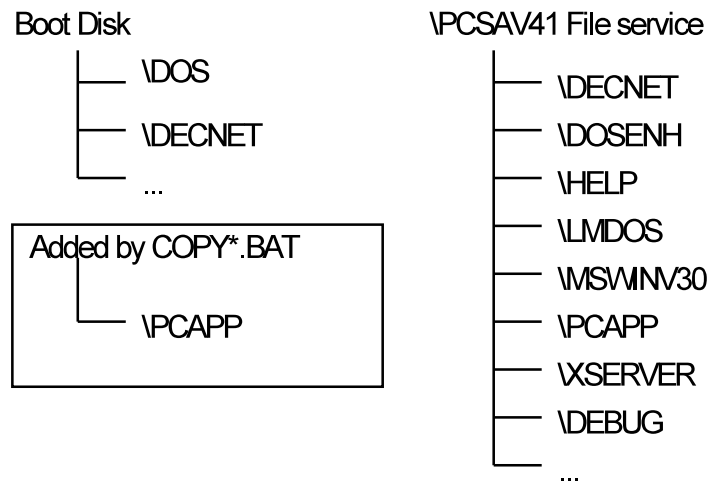 Boot Disk
\DOS
\DECNET
...
Added by COPY*.BAT
\PCAPP
\PCSAV41 File service
\DECNET
\DOSENH
\HELP
\LMDOS
\MSWINV30
\PCAPP
\XSERVER
\DEBUG
...